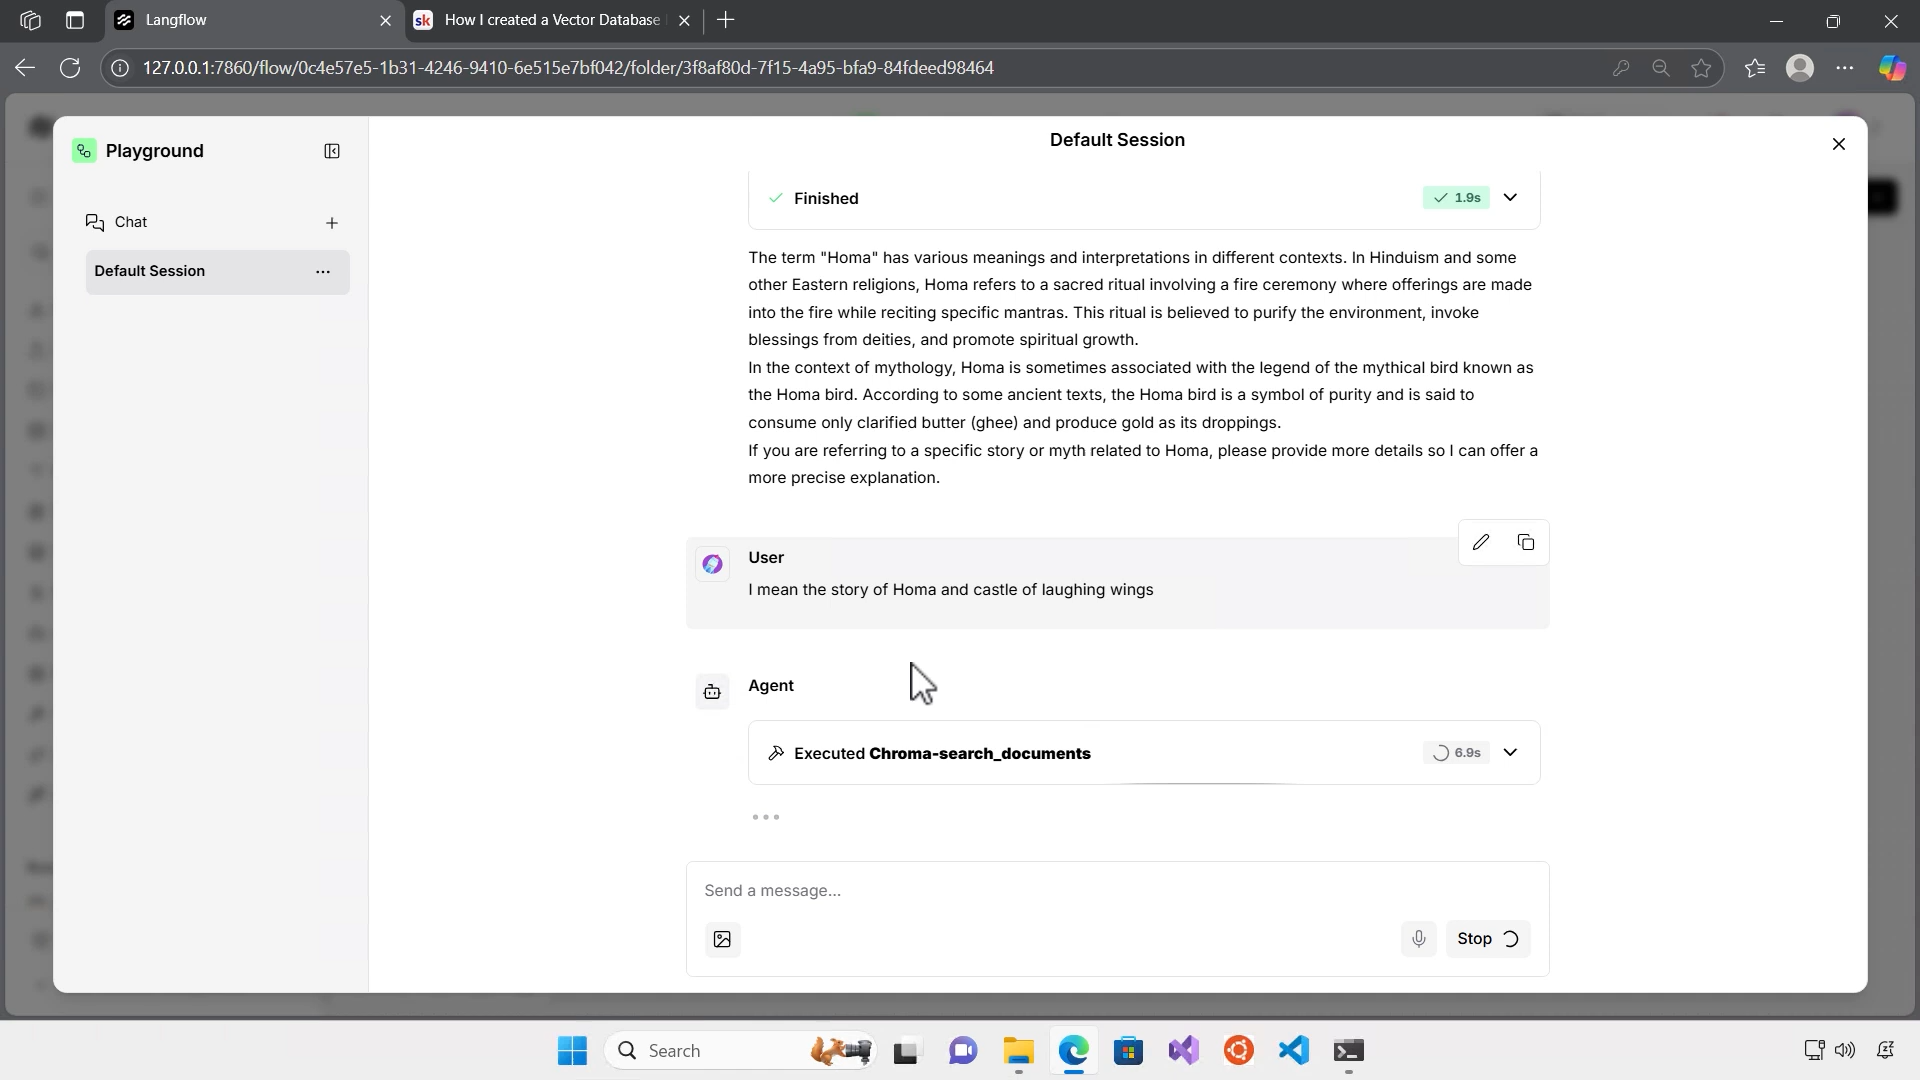 Langflow
How I created a Vector Database
127.0.0.1:7860/flow/0c4e57e5-1b31-4246-9410-6e515e7bf042/folder/3f8af80d-7f15-4a95-bfa9-84fdeed98464
Playground
Default Session
Chat
Default Session
Finished
1.9s
The term "Homa" has various meanings and interpretations in different contexts. In Hinduism and some
other Eastern religions, Homa refers to a sacred ritual involving a fire ceremony where offerings are made
into the fire while reciting specific mantras. This ritual is believed to purify the environment, invoke
blessings from deities, and promote spiritual growth.
In the context of mythology, Homa is sometimes associated with the legend of the mythical bird known as
the Homa bird. According to some ancient texts, the Homa bird is a symbol of purity and is said to
consume only clarified butter (ghee) and produce gold as its droppings.
If you are referring to a specific story or myth related to Homa, please provide more details so I can offer a
more precise explanation.
User
I mean the story of Homa and castle of laughing wings
Agent
Executed Chroma-search_documents
6.9s
Send a message...
Stop
Search